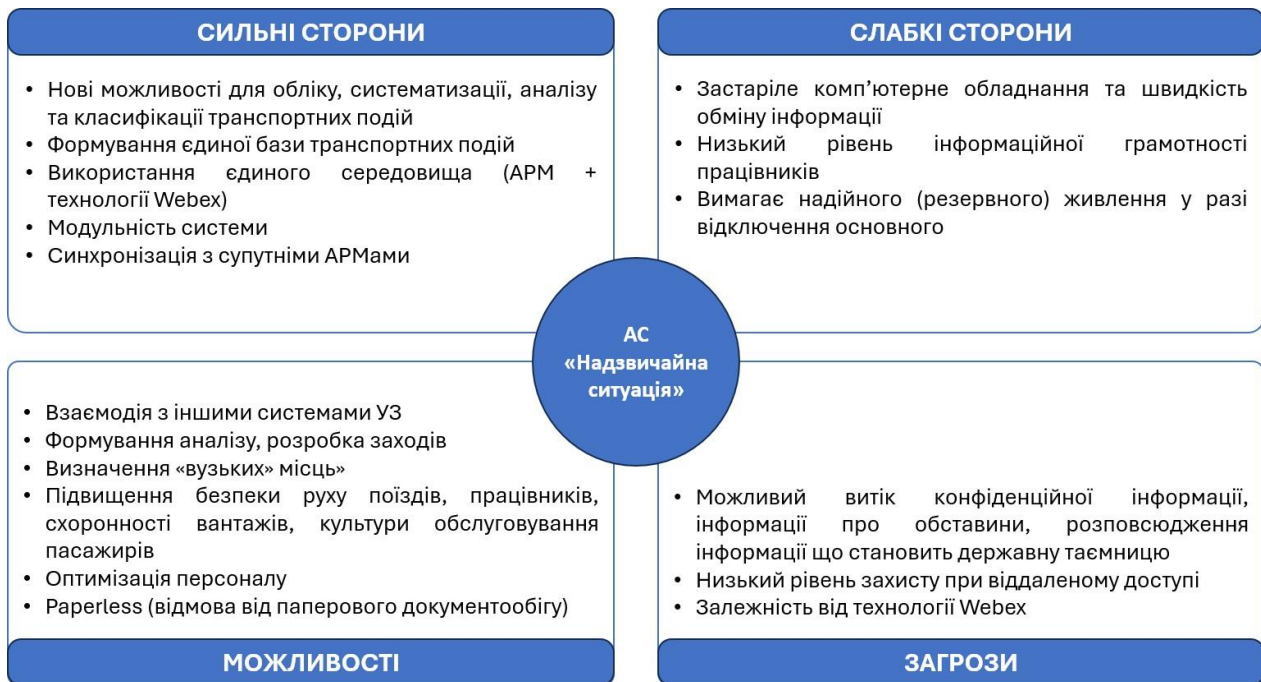 СИЛЬНІ СТОРОНИ
• Нові можливості для обліку, систематизації, аналізу
та класифікації транспортних подій
• Формування єдиної бази транспортних подій
• Використання єдиного середовища (АРМ +
технології Webex)
• Модульність системи
• Синхронізація з супутніми АРМами
СЛАБКІ СТОРОНИ
• Застаріле комп’ютерне обладнання та швидкість
обміну інформації
• Низький рівень інформаційної грамотності
працівників
• Вимагає надійного (резервного) живлення у разі
відключення основного
АС
«Надзвичайна
ситуація»
• Взаємодія з іншими системами УЗ
• Формування аналізу, розробка заходів
• Визначення «вузьких» місць»
• Підвищення безпеки руху поїздів, працівників,
схоронності вантажів, культури обслуговування
пасажирів
• Оптимізація персоналу
• Paperless (відмова від паперового документообігу)
МОЖЛИВОСТІ
• Можливий витік конфіденційної інформації,
інформації про обставини, розповсюдження
інформації що становить державну таємницю
• Низький рівень захисту при віддаленому доступі
• Залежність від технології Webex
ЗАГРОЗИ